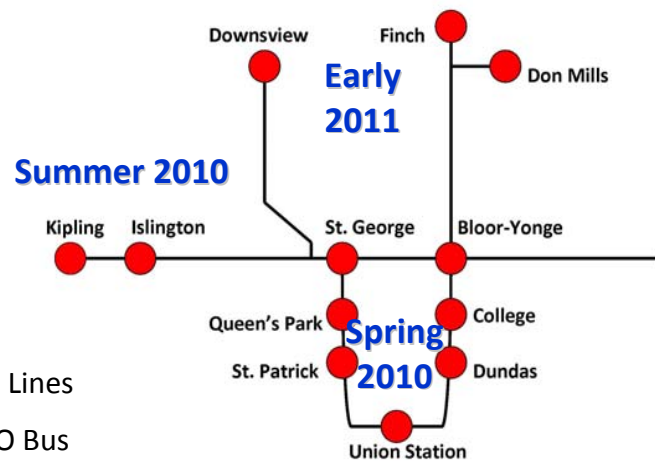 Downsview
Finch
Early
2011
Don Mills
Summer 2010
Kipling
Islington
St. George
Bloor-Yonge
Queen's Park
Spring
2010
College
St. Patrick
Dundas
Lines
O Bus
Union Station